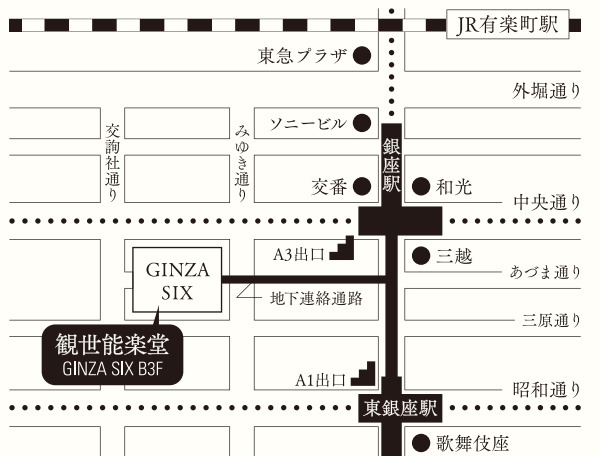 JR有楽町駅
東急プラザ
外堀通り
ソニービル
交詢社通り
みゆき通り
銀座駅
交番
和光
中央通り
A3出口
三越
GINZA
SIX
あづま通り
地下連絡通路
三原通り
観世能楽堂
GINZA SIX B3F
A1出口
昭和通り
東銀座駅
歌舞伎座